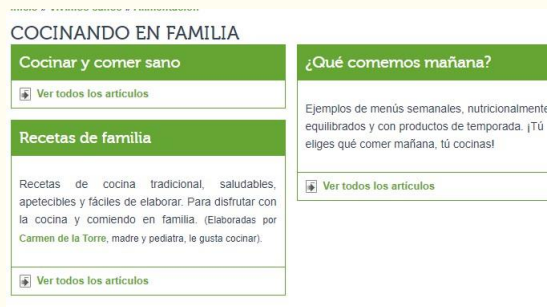 COCINANDO EN FAMILIA
Cocinar y comer sano
Ver todos los artículos
Recetas de familia
Recetas de cocina tradicional, saludables,
apetecibles y fáciles de elaborar. Para disfrutar con
la cocina y comiendo en familia. (Elaboradas por
Carmen de la Torre, madre y pediatra, le gusta cocinar).
Ver todos los artículos
¿Qué comemos mañana?
Ejemplos de menús semanales, nutricionalmente
equilibrados y con productos de temporada. ¡Tú
eliges qué comer mañana, tú cocinas!
Ver todos los artículos